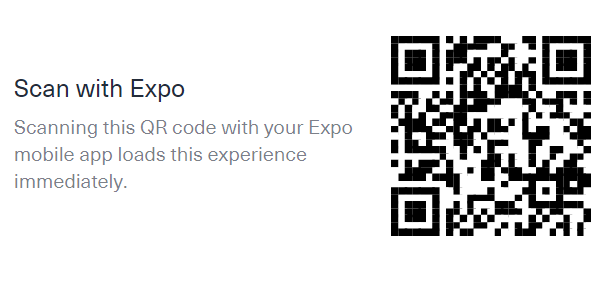 Scan with Expo
Scanning this QR code with your Expo
mobile app loads this experience
immediately.